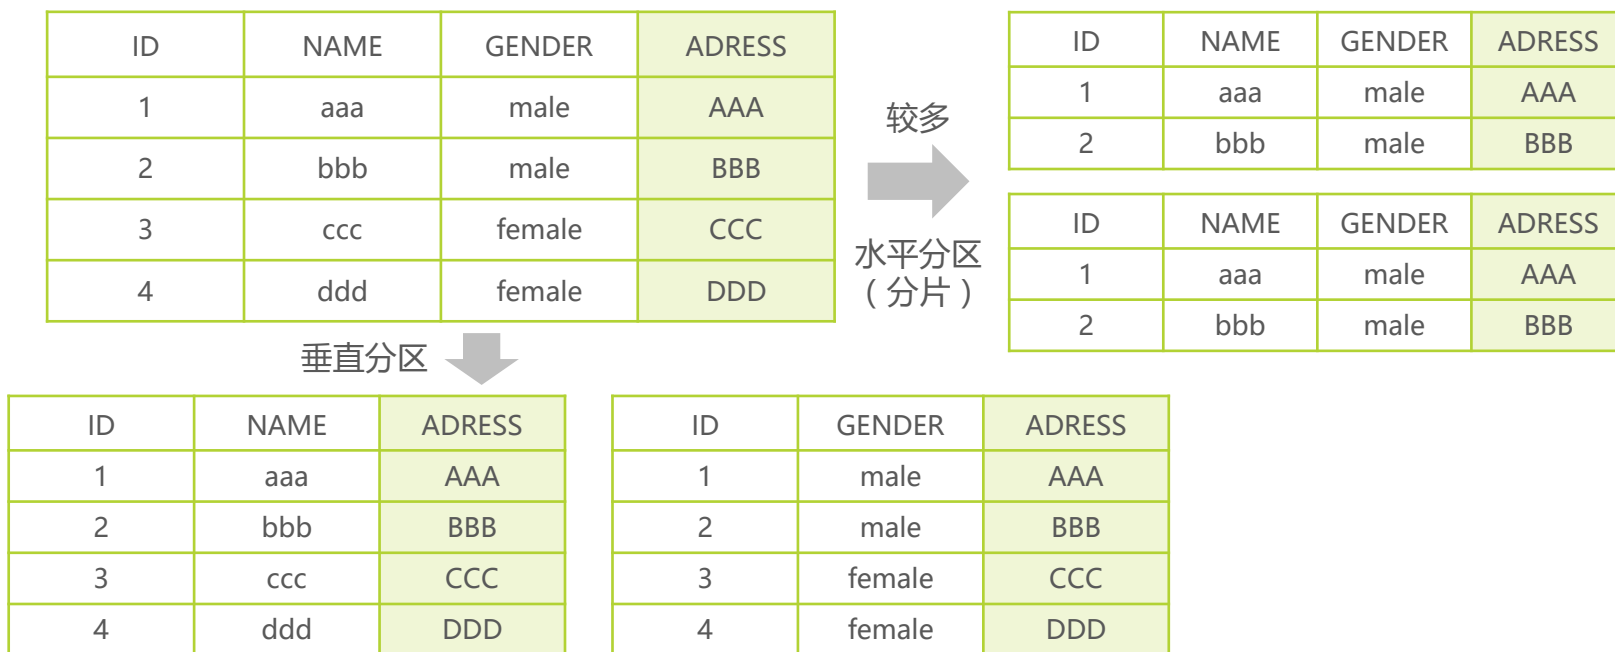 ID NAME GENDER ADRESS
1 aaa male AAA
2 bbb male BBB
3 ccc female CCC
4 ddd female DDD
较多
水平分区
（分片）
ID NAME GENDER ADRESS
1 aaa male AAA
2 bbb male BBB
ID NAME GENDER ADRESS
1 aaa male AAA
2 bbb male BBB
垂直分区
ID NAME ADRESS
1 aaa AAA
2 bbb BBB
3 ccc CCC
4 ddd DDD
ID GENDER ADRESS
1 male AAA
2 male BBB
3 female CCC
4 female DDD